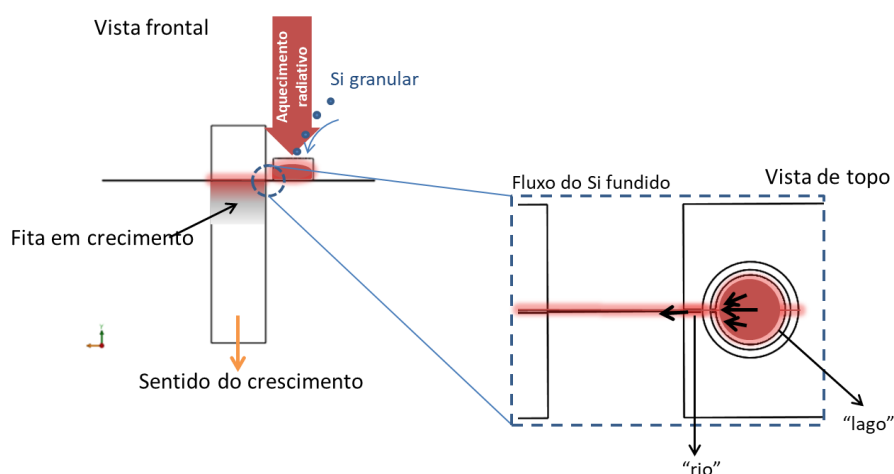 Vista frontal
Aquecimento
radiativo
Si granular
Fita em crecimento
Sentido do crescimento
Fluxo do Si fundido
Vista de topo
“lago”
“rio”